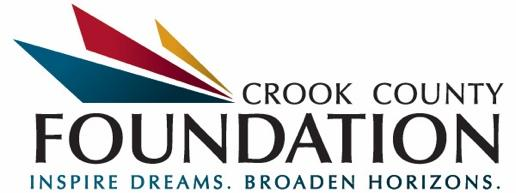 CROOK COUNTY
FOUNDATION
INSPIRE DREAMS. BROADEN HORIZONS.